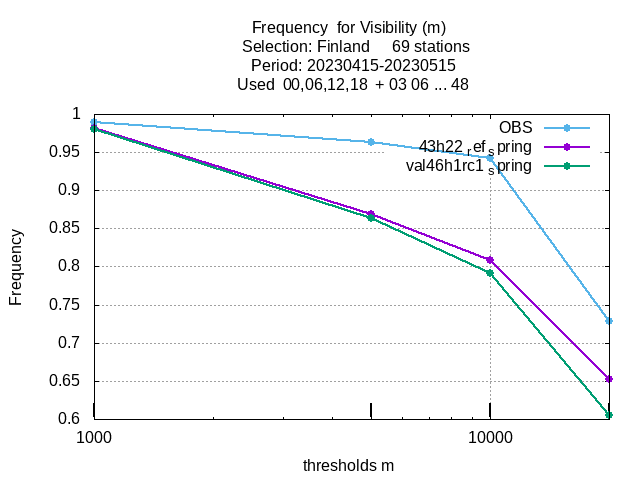 Frequency for Visibility (m)
Selection: Finland 69 stations
Period: 20230415-20230515
Used 00,06,12,18 + 03 06 ... 48
1
0.95
0.9
0.85
0.8
0.75
0.7
0.65
0.6
Frequency
OBS
43h22refspring
val46h1rc1spring
1000
10000
thresholds m